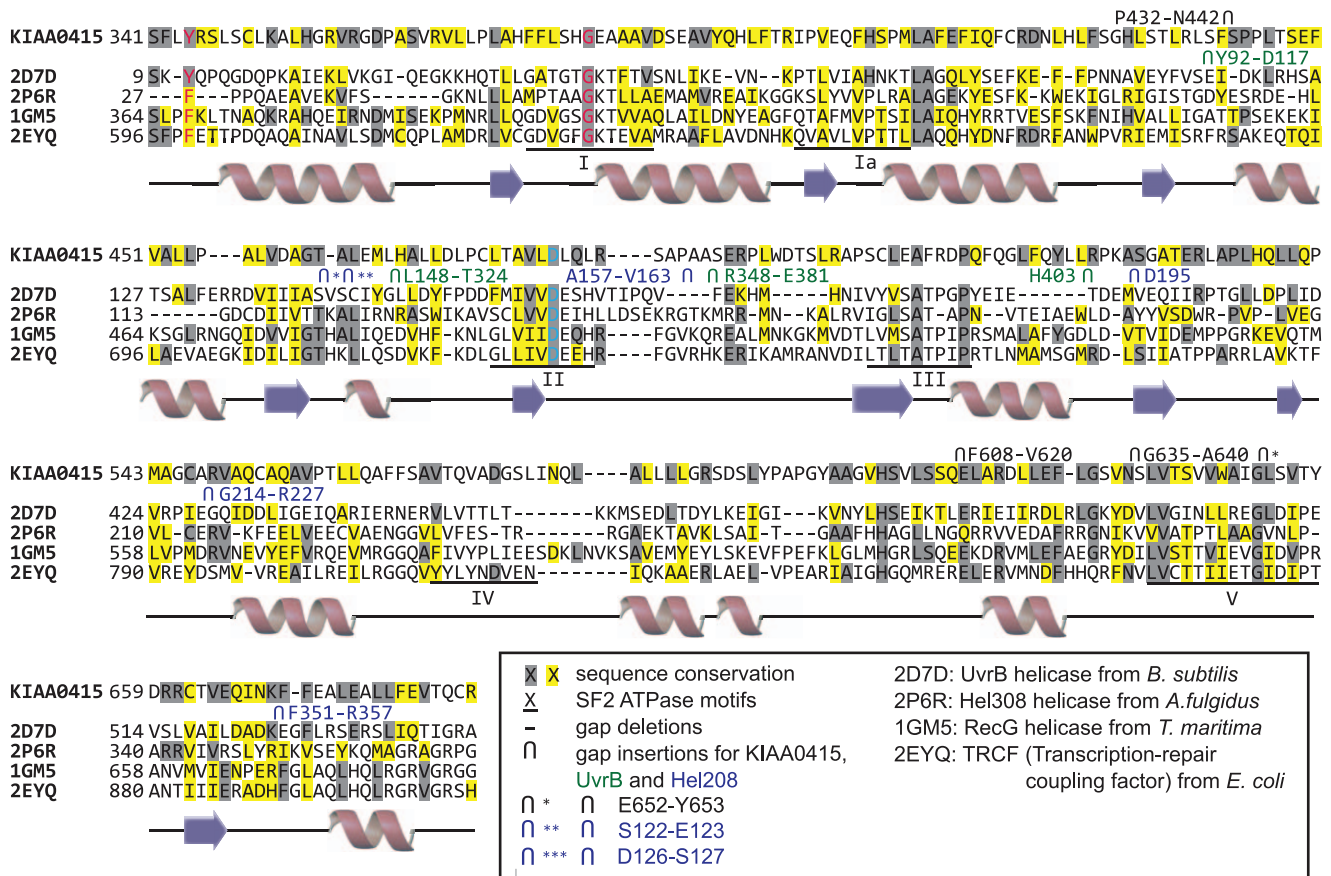 P432-N442∩
KIAA0415 341 SFLYRSLSCLKALHGRVRGDPASVRVLLPLAHFFLSHGEAAAVDSEAVYQHLFTRIPVEQFHSPMLAFEFIQFCRDNLHLFSGHLSTLRLSFSPPLTSEF
∩Y92-D117
2D7D 9 SK-YQPQGDQPKAIEKLVKGI-QEGKKHQTLLGATGTGKTFTVSNLIKE-VN--KPTLVIAHNKTLAGQLYSEFKE-F-FPNNAVEYFVSEI-DKLRHSA
2P6R 27 ---F---PPQAEAVEKVFS-----GKNLLLAMPTAAGKTLLAEMAMVREAIKGGKSLYVVPLRALAGEKYESFK-KWEKIGLRIGISTGDYESRDE-HL
1GM5 364 SLPFKLTNAQKRAHQEIRNDMISEKPMNRLLQGDVGSGKTVVAQLAILDNYEAGFQTAFMVPTSILAIQHYRRTVESFSKFNIHVALLIGATTPSEKEKI
2EYQ 596 SFPFETTPDQAQAINAVLSDMCQPLAMDRLVCGDVGFGKTEVAMRAAFLAVDNHKQVAVLVPTTLLAQQHYDNFRDRFANWPVRIEMISRFRSAKEQTQI
I Ia
KIAA0415 451 VALLP---ALVDAGT-ALEMLHALLDLPCLTAVLDLQLR----SAPAASERPLWDTSLRAPSCLEAFRDPQFQGLFQYLLRPKASGATERLAPLHQLLQP
∩*∩** ∩L148-T324 A157-V163 ∩ ∩R348-E381 H403∩ ∩D195
2D7D 127 TSALFERRDVIIIASVSCIYGLLDYFPDDFMIVVDESHVTIPQV----FEKHM----HNIVYVSATPGPYEIE----TDEMVEQIIRPTGLLDPLID
2P6R 113 ------GDCDIIVTTKALIRNRASWIKAVSCLVVDEIHLLDSEKRGTKMRR-MN-KALRVIGLSAT-APN-VTEIAEWLD-AYYVSDWR-PVP-LVEG
1GM5 464 KSGLRNGQIDVVIGTHALIQEDVHF-KNLGLVIIDEQHR----FGVKQREALMNKGKMVDTLVMSATPIPRSMALAFYGDLD-VTVIDEMPPGRKEVQTM
2EYQ 696 LAEVAEGKIDILIGTHKLLQSDVKF-KDLGLLIVDEEHR----FGVRHKERIKAMRANVDILTLTATPIPRTLNMAMSGMRD-LSIIATPPARRLAVKTF
II III
∩F608-V620 ∩G635-A640 ∩*
KIAA0415 543 MAGCARVAQCAQAVPTLLQAFFSAVTQVADGSLINQL----ALLLLGRSDSLYPAPGYAAGVHSVLSSQELARDLLEF-LGSVNSLVTSVVWAIGLSVTY
∩G214-R227
2D7D 424 VRPIEGQIDDLIGEIQARIERNERVLVTTLT-------KKMSEDLTDYLKEIGI---KVNYLHSEIKTLERIEIIRDLRLGKYDVLVGINLLREGLDIPE
2P6R 210 VL-CERVR-KFEELVEECVAENGGVLVFES-TR-----RGAEKTAVKLSAI-T----GAAFHHAGLLNGQRRVVEDAFRRGNIKVVVATPTLAAGVNLP-
1GM5 558 LVPMDRVNEVYEFVRQEVMRGGQAFIVYPLIEESDKLNVKSAVEMYEYLSKEVFPEFKLGLMHGRLSQEEKDRVMLEFAEGRYDILVSTTVIEVGIDVPR
2EYQ 790 VREYDSMV-VREAILREILRGGQVYYLYNDVEN-------IQKAAERLAEL-VPEARIAIGHGQMRERELERVMNDFHHQRFNVLVCTTIIETGIDIPT
IV V
KIAA0415 659 DRRCTVEQINKF-FEALEALLFEVTQCR
∩F351-R357
2D7D 514 VSLVAILDADKEGFLRSERSLIQTIGRA
2P6R 340 ARRVIVRSLYRIKVSEYKQMAGRAGRPG
1GM5 658 ANVMVIENPERFGLAQLHQLRGRVGRGG
2EYQ 880 ANTIIIERADHFGLAQLHQLRGRVGRSH
X X sequence conservation
X SF2 ATPase motifs
– gap deletions
∩ gap insertions for KIAA0415,
UvrB and Hel208
∩ * ∩ E652-Y653
∩ ** ∩ S122-E123
∩ *** ∩ D126-S127
2D7D: UvrB helicase from B. subtilis
2P6R: Hel308 helicase from A.fulgidus
1GM5: RecG helicase from T. maritima
2EYQ: TRCF (Transcription-repair
coupling factor) from E. coli